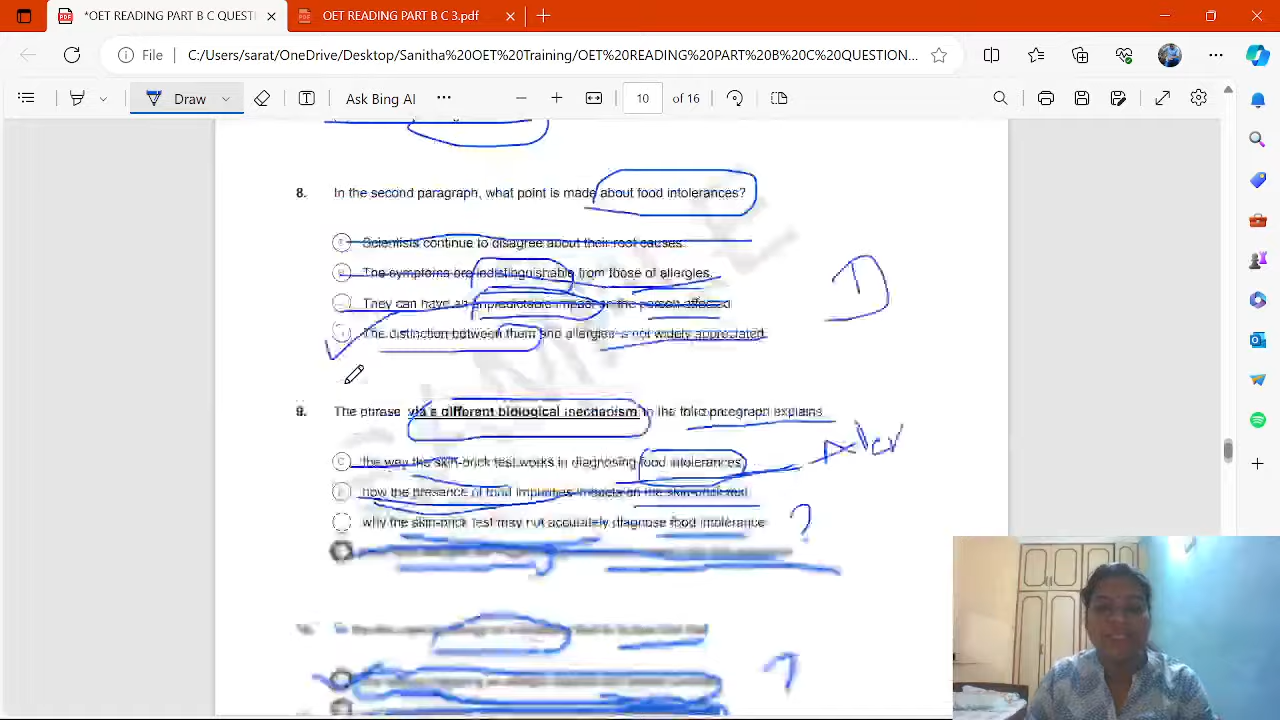 *OET READING PART B C QUESTI
OET READING PART B C 3.pdf
File
C:/Users/sarat/OneDrive/Desktop/Sanitha%20OET%20Training/OET%20READING%20PART%20B%20C%20QUESTION...
Draw
Ask Bing AI
10 of 16
8. In the second paragraph, what point is made about food intolerances?
Scientists continue to disagree about their root causes.
B The symptoms are indistinguishable from those of allergies.
They can have an unpredictable impact on the person affected
The distinction between them and allergies is not widely appreciated
D
9. The phrase via a different biological mechanism in the paragraph explains
the way the skin-prick test works in diagnosing food intolerances
how the presence of food impurities impacts on the skin-prick test
why the skin-prick test may not accurately diagnose food intolerance
?